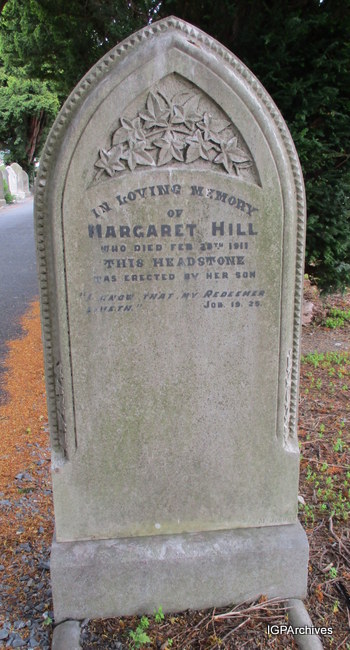 IN LOVING MEMORY
OF
MARGARET HILL
WHO DIED FEB 28TH 1911
THIS HEADSTONE
WAS ERECTED BY HER SON
"I KNOW THAT MY REDEEMER
LIVETH." JOB. 19. 25.
IGPArchives